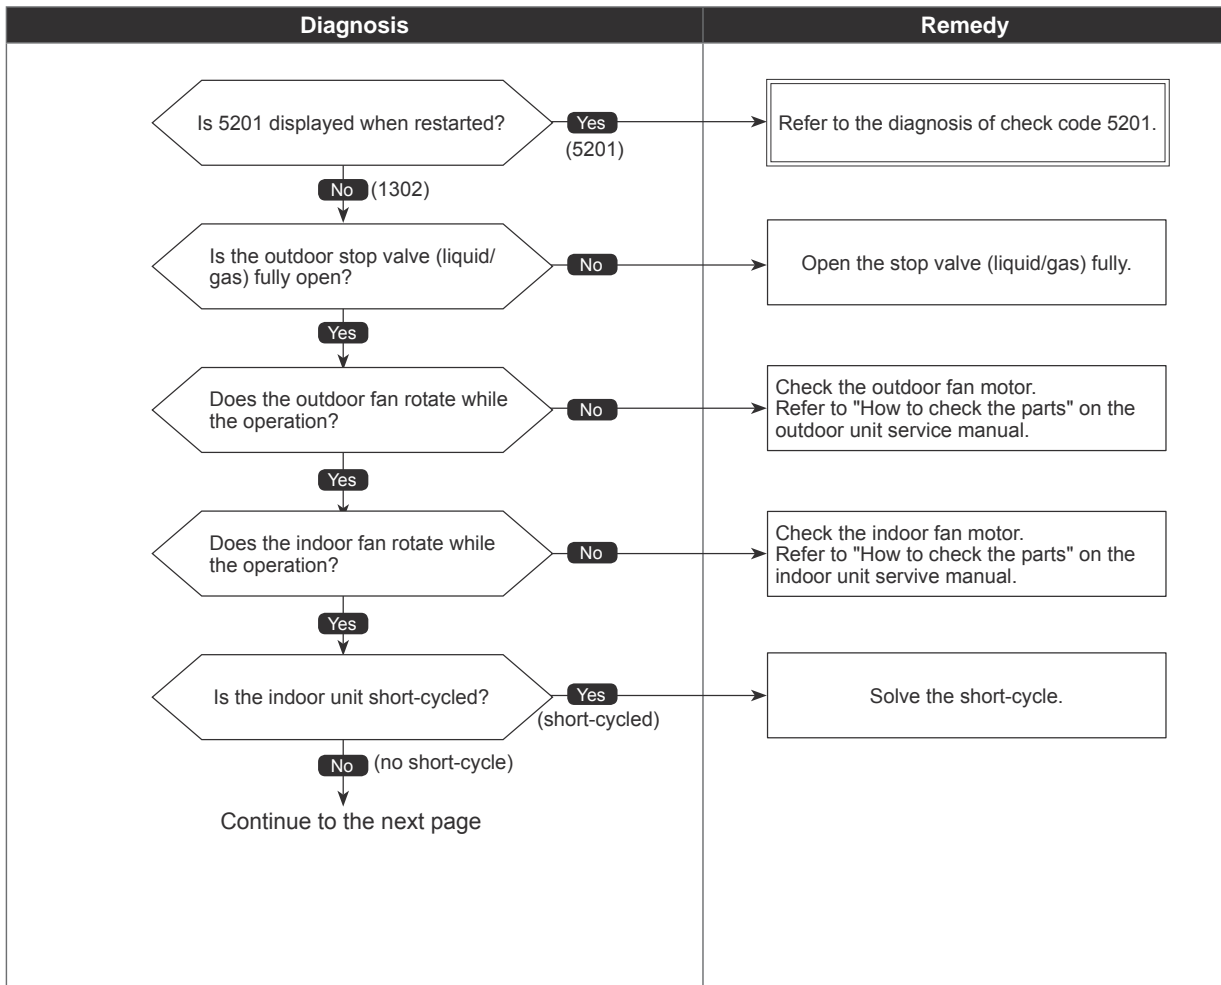 Diagnosis
Remedy
Is 5201 displayed when restarted?
Yes
(5201)
Refer to the diagnosis of check code 5201.
No (1302)
Is the outdoor stop valve (liquid/
gas) fully open?
No
Open the stop valve (liquid/gas) fully.
Yes
Does the outdoor fan rotate while
the operation?
No
Check the outdoor fan motor.
Refer to "How to check the parts" on the
outdoor unit service manual.
Yes
Does the indoor fan rotate while
the operation?
No
Check the indoor fan motor.
Refer to "How to check the parts" on the
indoor unit servive manual.
Yes
Is the indoor unit short-cycled?
Yes
(short-cycled)
Solve the short-cycle.
No (no short-cycle)
Continue to the next page